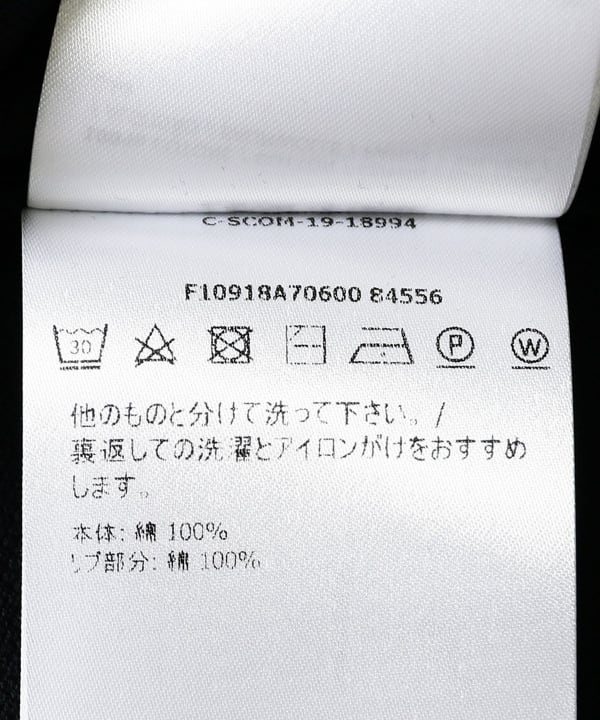 C-SCOM-19-18994
F10918A70600 84556
30
P
W
他のものと分けて洗って下さい。/
裏返しての洗濯とアイロンがけをおすすめ
します。
本体: 綿 100%
リブ部分: 綿 100%